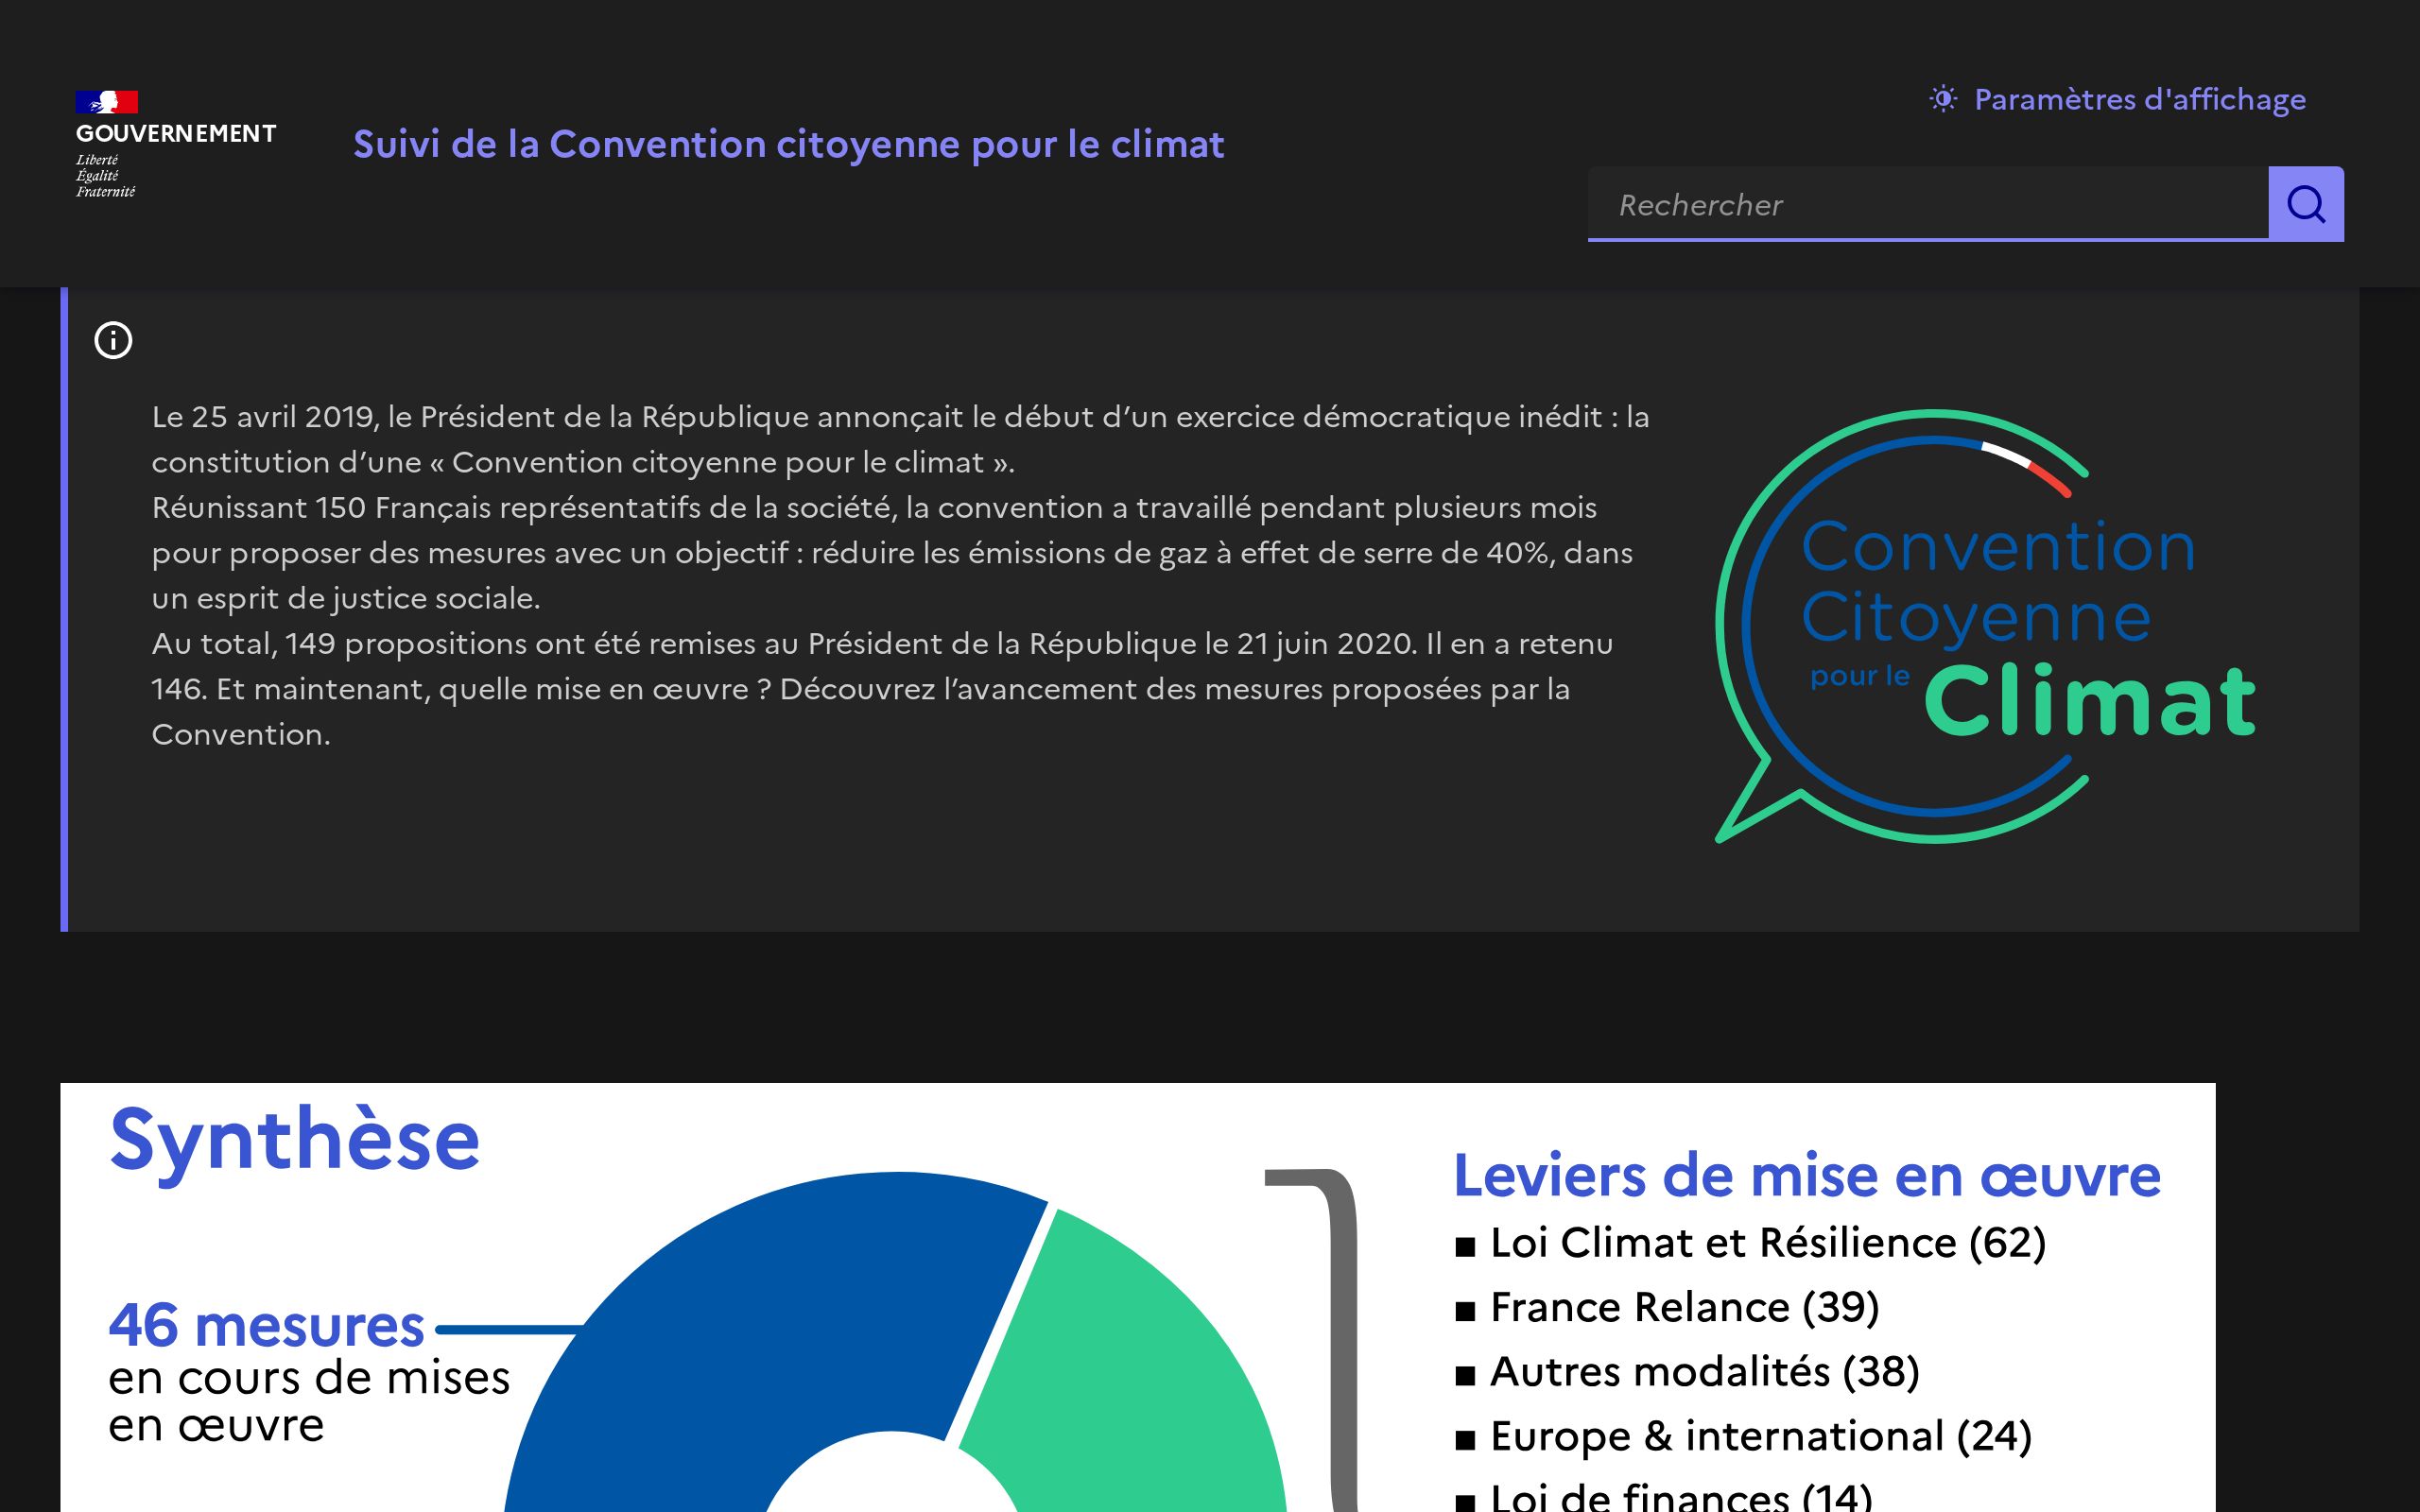 GOUVERNEMENT
Liberté
Égalité
Fraternité
Suivi de la Convention citoyenne pour le climat
Paramètres d'affichage
Rechercher
Le 25 avril 2019, le Président de la République annonçait le début d’un exercice démocratique inédit : la
constitution d’une « Convention citoyenne pour le climat ».
Réunissant 150 Français représentatifs de la société, la convention a travaillé pendant plusieurs mois
pour proposer des mesures avec un objectif : réduire les émissions de gaz à effet de serre de 40%, dans
un esprit de justice sociale.
Au total, 149 propositions ont été remises au Président de la République le 21 juin 2020. Il en a retenu
146. Et maintenant, quelle mise en œuvre ? Découvrez l’avancement des mesures proposées par la
Convention.
Convention
Citoyenne
pour le Climat
Synthèse
46 mesures
en cours de mises
en œuvre
Leviers de mise en œuvre
▪ Loi Climat et Résilience (62)
▪ France Relance (39)
▪ Autres modalités (38)
▪ Europe & international (24)
▪ Loi de finances (14)